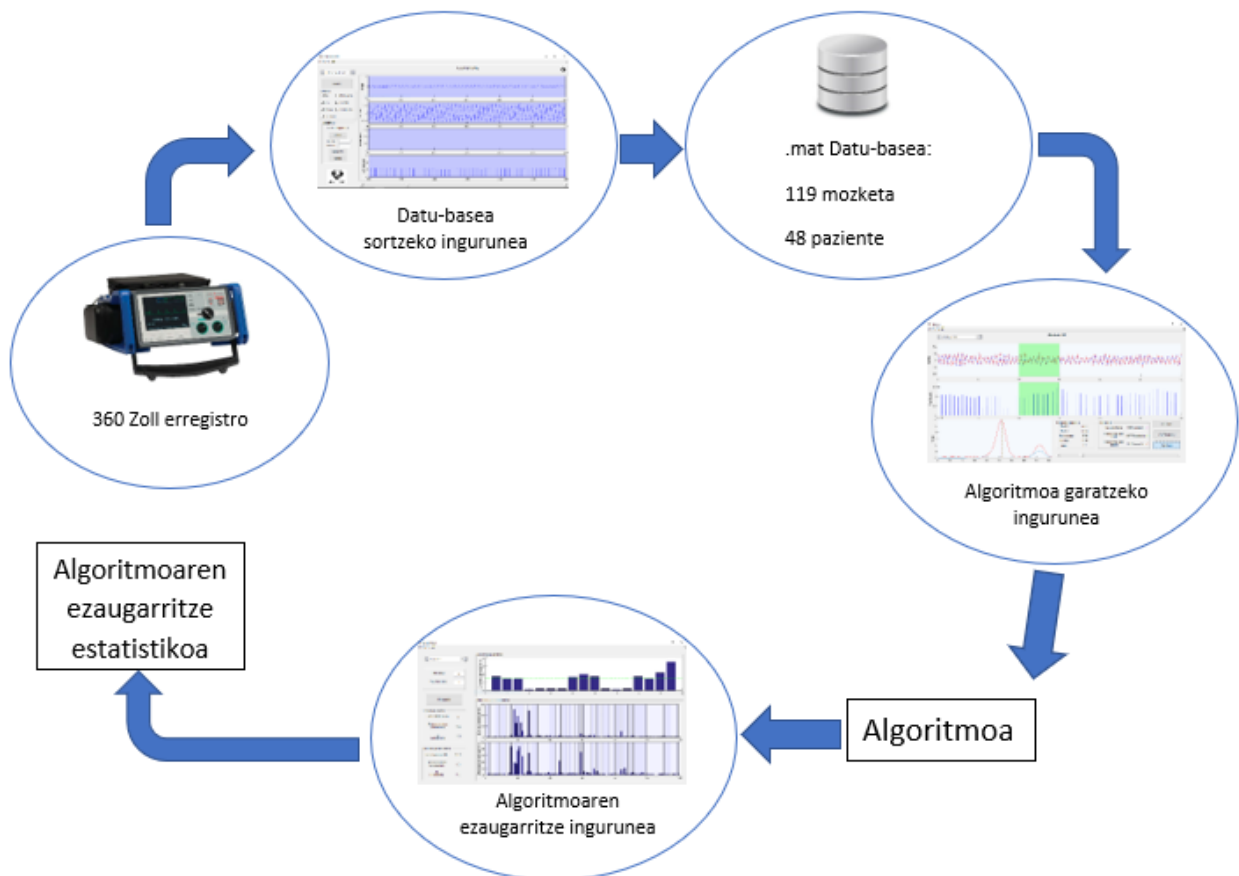 360 Zoll erregistro
Datu-basea
sortzeko ingurunea
.mat Datu-basea:
119 mozketa
48 paziente
Algoritmoa garatzeko
ingurunea
Algoritmoa
Algoritmoaren
ezaugarritze ingurunea
Algoritmoaren
ezaugarritze
estatistikoa